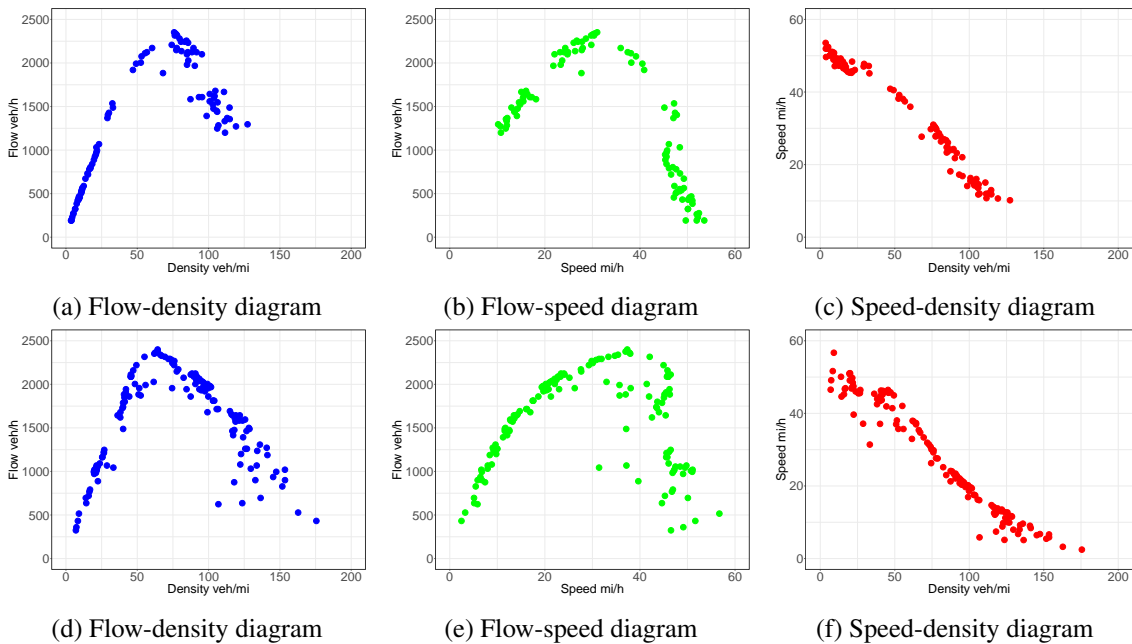 2500
2000
1500
1000
500
0
Flow veh/h
0 50 100 150 200
Density veh/mi
(a) Flow-density diagram
2500
2000
1500
1000
500
0
Flow veh/h
0 20 40 60
Speed mi/h
(b) Flow-speed diagram
60
40
20
0
Speed mi/h
0 50 100 150 200
Density veh/mi
(c) Speed-density diagram
2500
2000
1500
1000
500
0
Flow veh/h
0 50 100 150 200
Density veh/mi
(d) Flow-density diagram
2500
2000
1500
1000
500
0
Flow veh/h
0 20 40 60
Speed mi/h
(e) Flow-speed diagram
60
40
20
0
Speed mi/h
0 50 100 150 200
Density veh/mi
(f) Speed-density diagram